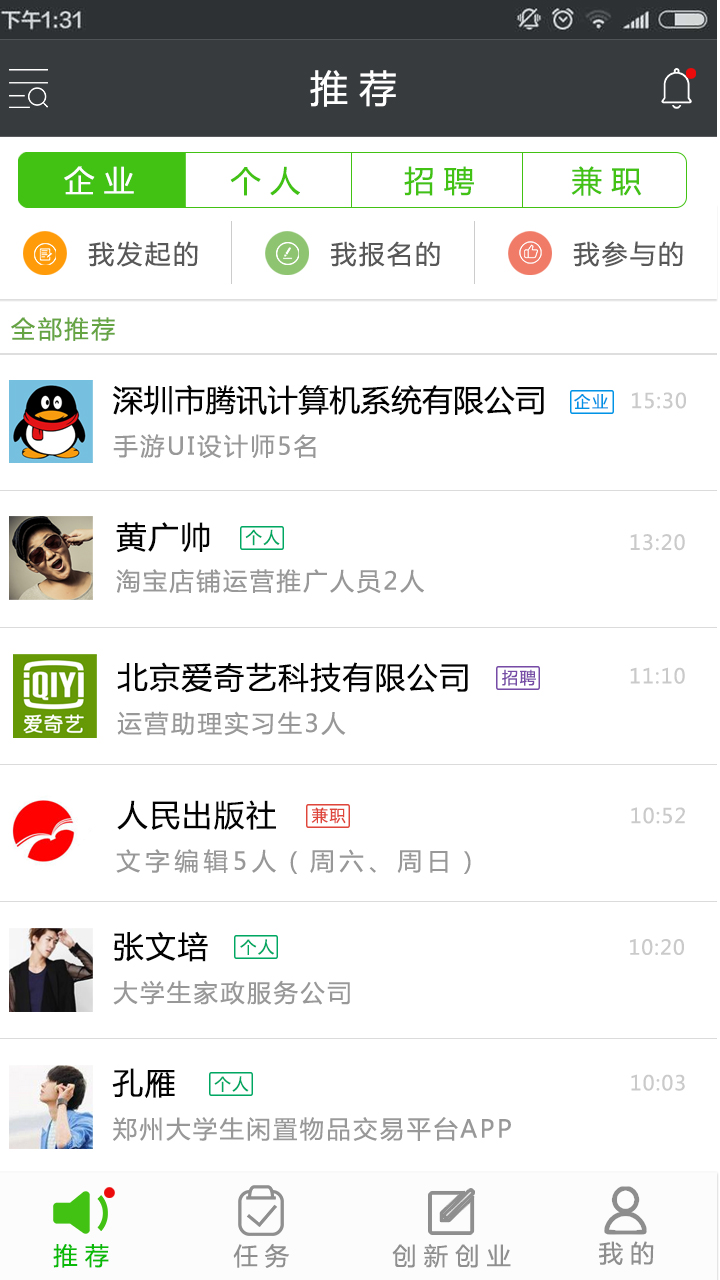 下午1:31
推荐
企业 个人 招聘 兼职
我发起的 我报名的 我参与的
全部推荐
深圳市腾讯计算机系统有限公司 企业 15:30
手游UI设计师5名
黄广帅 个人 13:20
淘宝店铺运营推广人员2人
iQIYI
爱奇艺
北京爱奇艺科技有限公司 招聘 11:10
运营助理实习生3人
人民出版社 兼职 10:52
文字编辑5人（周六、周日）
张文培 个人 10:20
大学生家政服务公司
孔雁 个人 10:03
郑州大学生闲置物品交易平台APP
推荐 任务 创新创业 我的